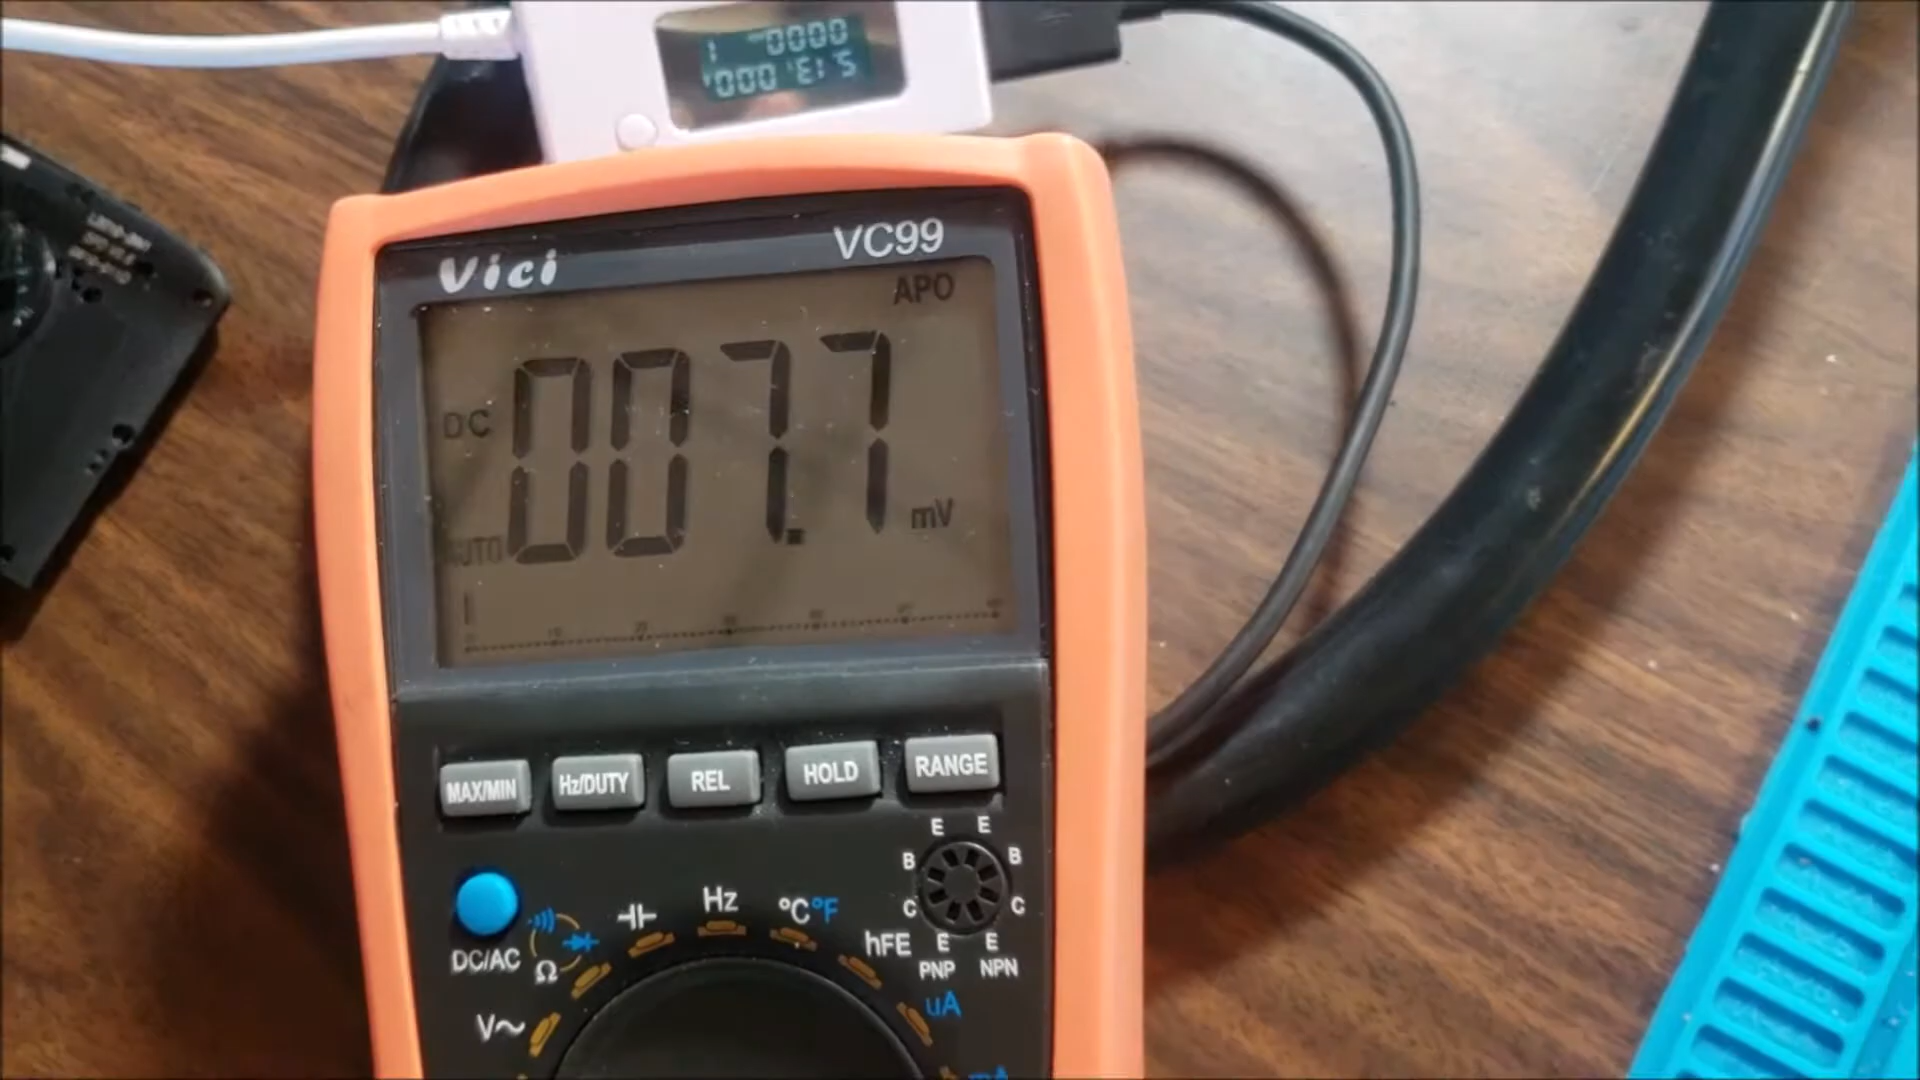 Vici
VC99
APO
DC
007.7
mV
AUTO
MAX/MIN
Hz/DUTY
REL
HOLD
RANGE
E E
B B
C C
hFE E E
PNP NPN
DC/AC
Ω
Hz
°C°F
V~
uA
mA